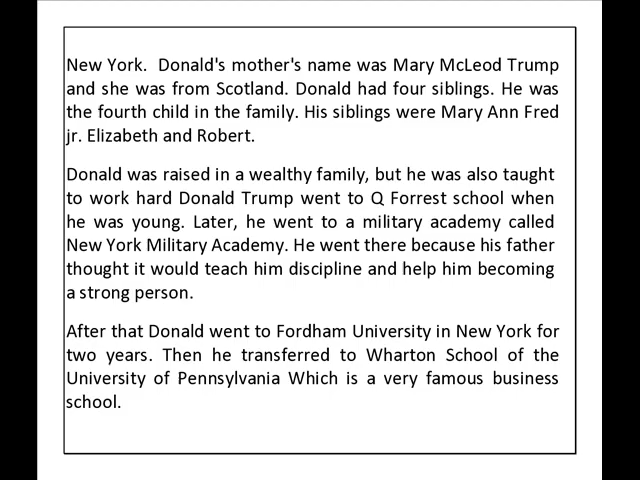 New York.  Donald's mother's name was Mary McLeod Trump
and she was from Scotland. Donald had four siblings. He was
the fourth child in the family. His siblings were Mary Ann Fred
jr. Elizabeth and Robert.
Donald was raised in a wealthy family, but he was also taught
to work hard Donald Trump went to Q Forrest school when
he was young. Later, he went to a military academy called
New York Military Academy. He went there because his father
thought it would teach him discipline and help him becoming
a strong person.
After that Donald went to Fordham University in New York for
two years. Then he transferred to Wharton School of the
University of Pennsylvania Which is a very famous business
school.